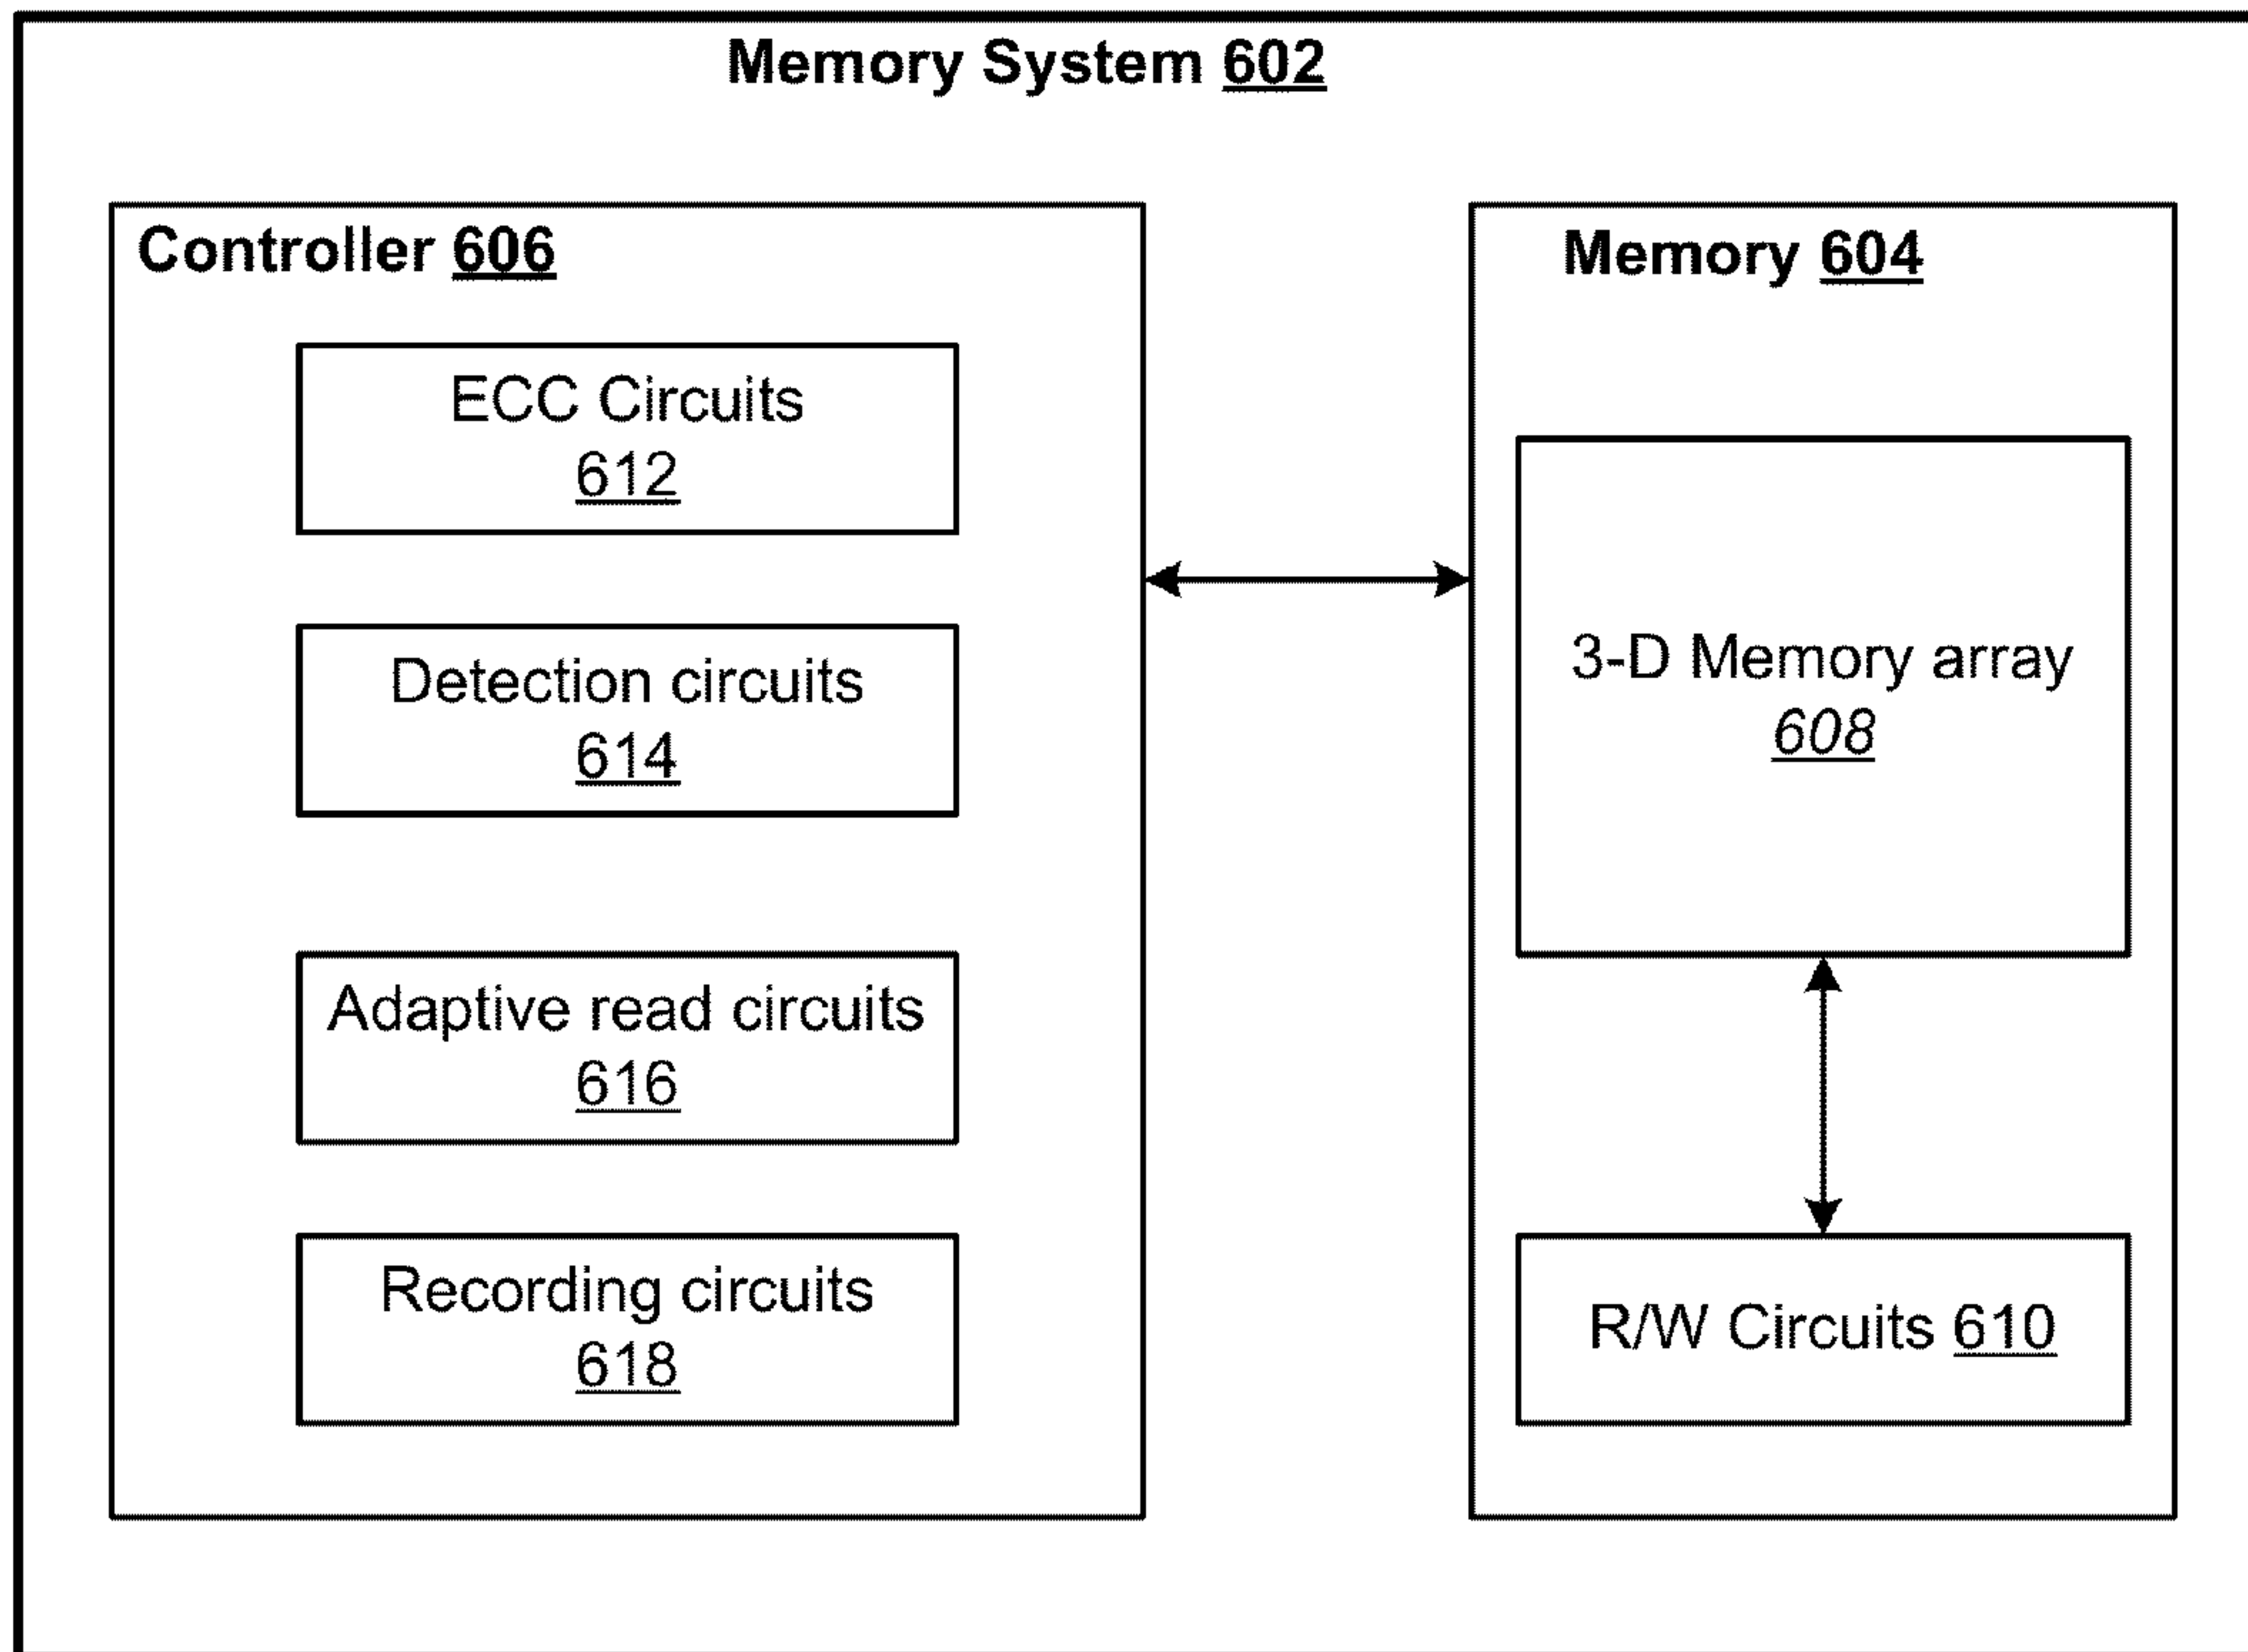 Memory System 602
Controller 606
ECC Circuits
612
Detection circuits
614
Adaptive read circuits
616
Recording circuits
618
Memory 604
3-D Memory array
608
R/W Circuits 610